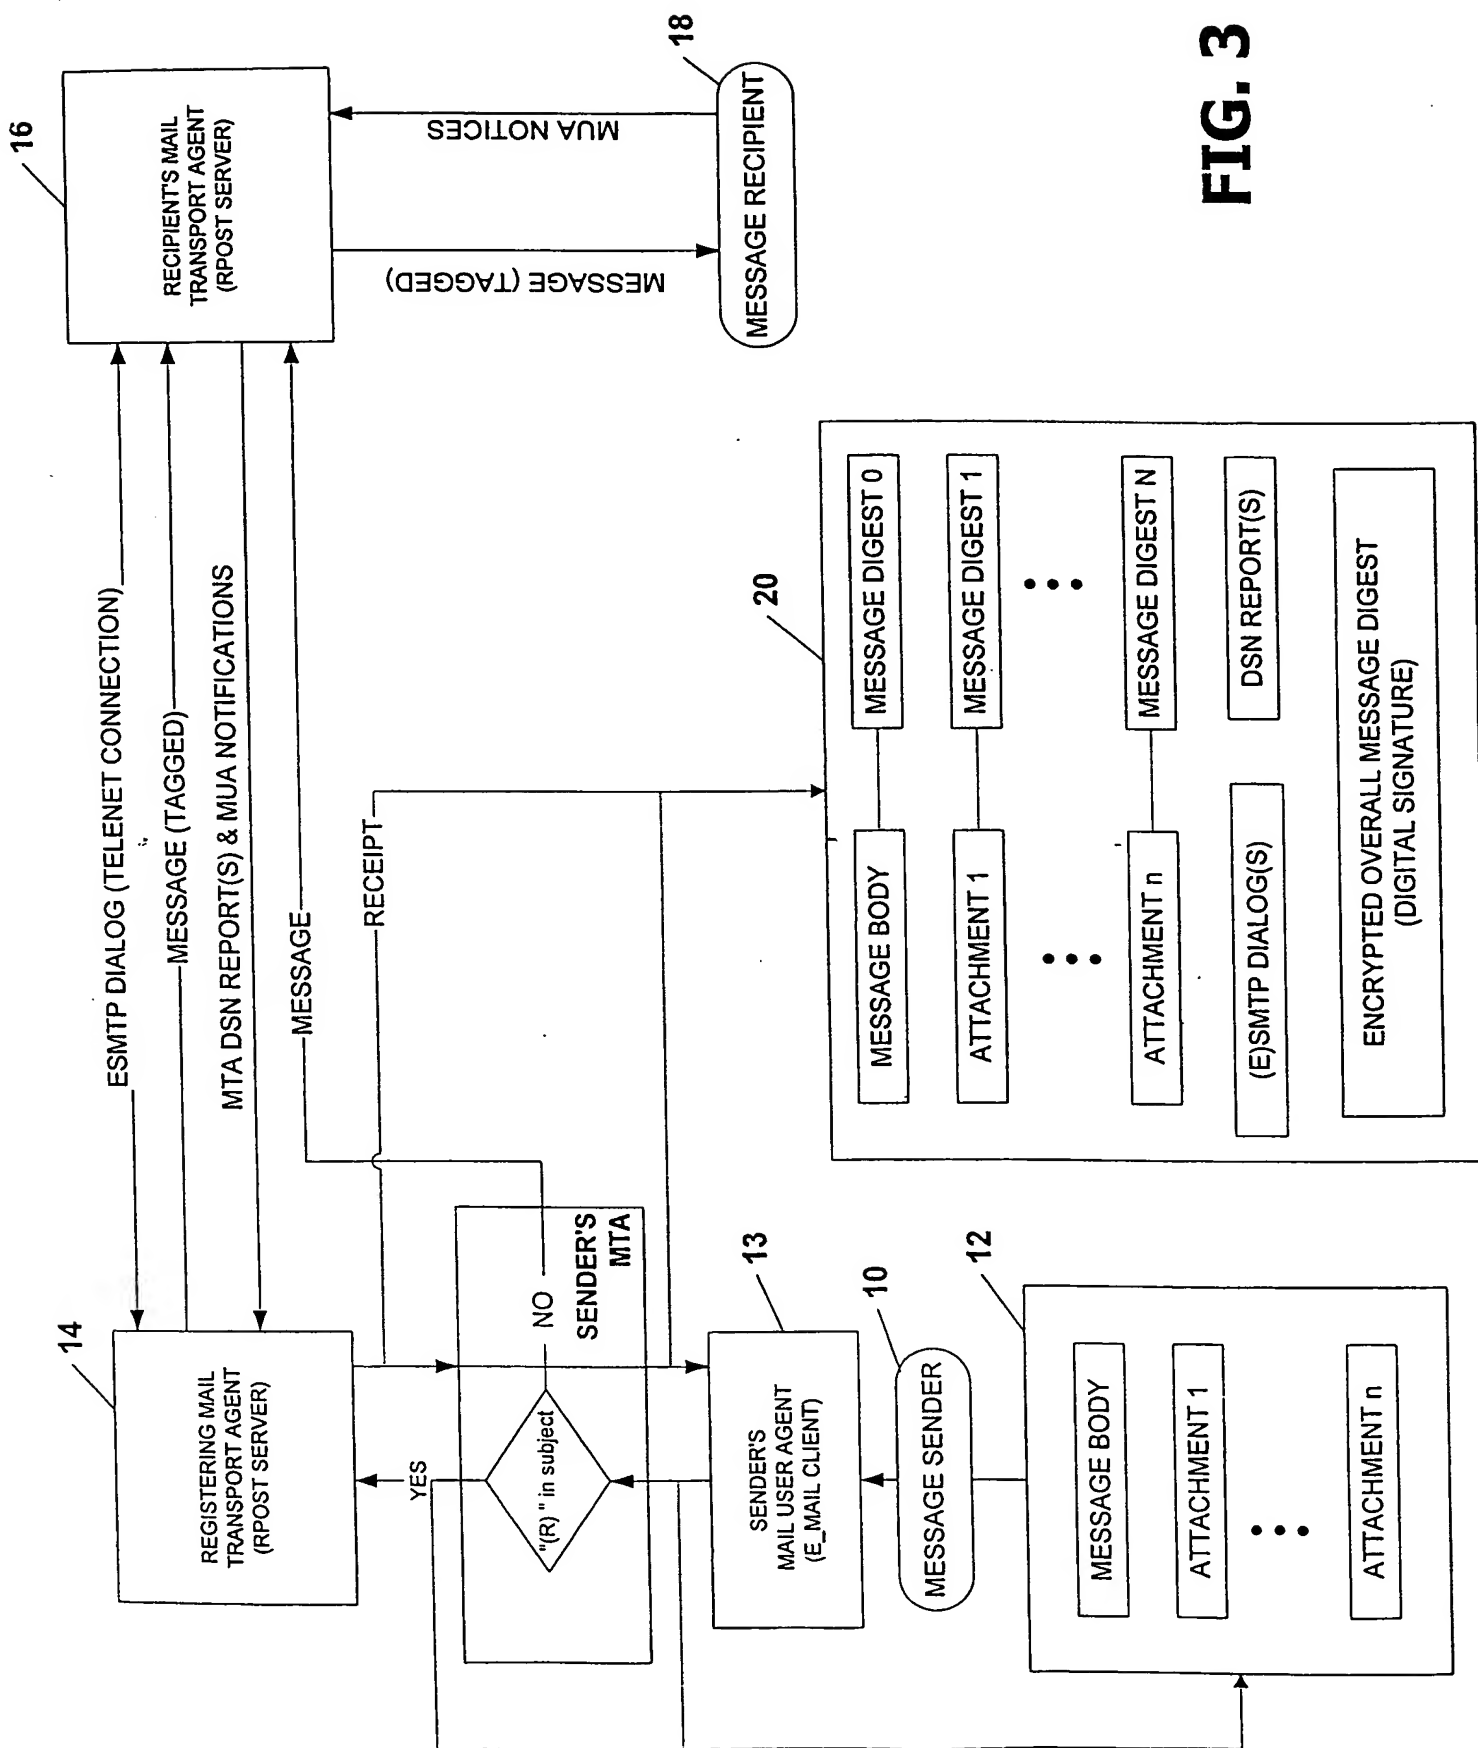 14
REGISTERING MAIL
TRANSPORT AGENT
(RPOST SERVER)
ESMTP DIALOG (TELENET CONNECTION)
MESSAGE (TAGGED)
MTA DSN REPORT(S) & MUA NOTIFICATIONS
MESSAGE
RECEIPT
16
RECIPIENT'S MAIL
TRANSPORT AGENT
(RPOST SERVER)
MESSAGE (TAGGED)
MUA NOTICES
18
MESSAGE RECIPIENT
YES
"(R) " in subject
NO
SENDER'S
MTA
13
SENDER'S
MAIL USER AGENT
(E_MAIL CLIENT)
10
MESSAGE SENDER
12
MESSAGE BODY
ATTACHMENT 1
ATTACHMENT n
20
MESSAGE BODY
MESSAGE DIGEST 0
ATTACHMENT 1
MESSAGE DIGEST 1
ATTACHMENT n
MESSAGE DIGEST N
(E)SMTP DIALOG(S)
DSN REPORT(S)
ENCRYPTED OVERALL MESSAGE DIGEST
(DIGITAL SIGNATURE)
FIG. 3